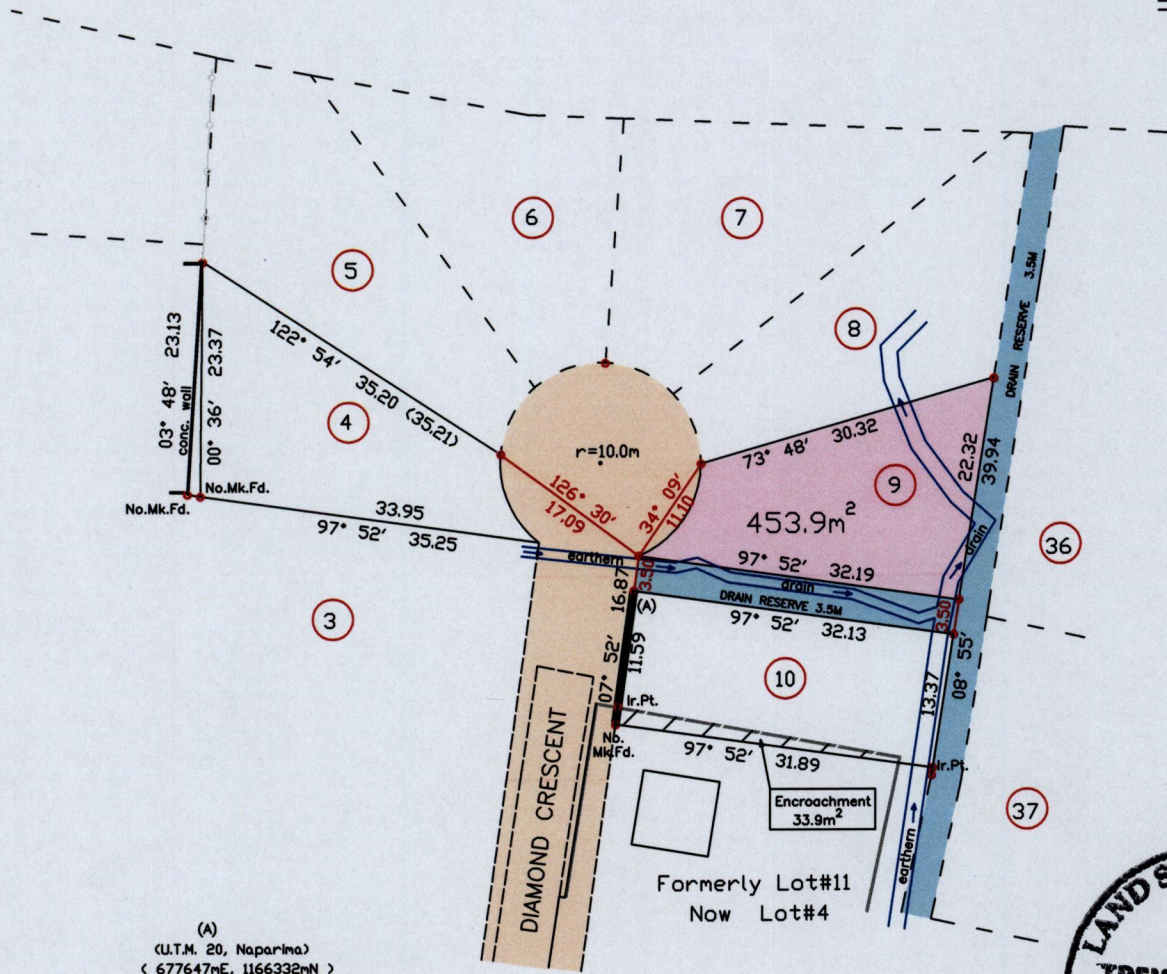 6
7
DRAIN RESERVE 3.5M
5
8
23.13
03° 48'
conc. wall
23.37
00° 36'
122° 54' 35.20 (35.21)
4
r=10.0m
73° 48' 30.32
126° 30'
17.09
34° 09'
11.10
22.32
39.94
9
453.9m²
No.Mk.Fd.
No.Mk.Fd.
33.95
97° 52' 35.25
earthern
drain
97° 52' 32.19
drain
36
3.50
16.87
(A)
DRAIN RESERVE 3.5M
97° 52' 32.13
3.50
3
07° 52'
11.59
10
13.37
08° 55'
Ir.Pt.
No.
Mk.Fd.
97° 52' 31.89
Ir.Pt.
Encroachment
33.9m²
37
DIAMOND CRESCENT
earthern
Formerly Lot#11
Now Lot#4
LAND S
(A)
(U.T.M. 20, Naparima)
( 677647mE, 1166332mN )